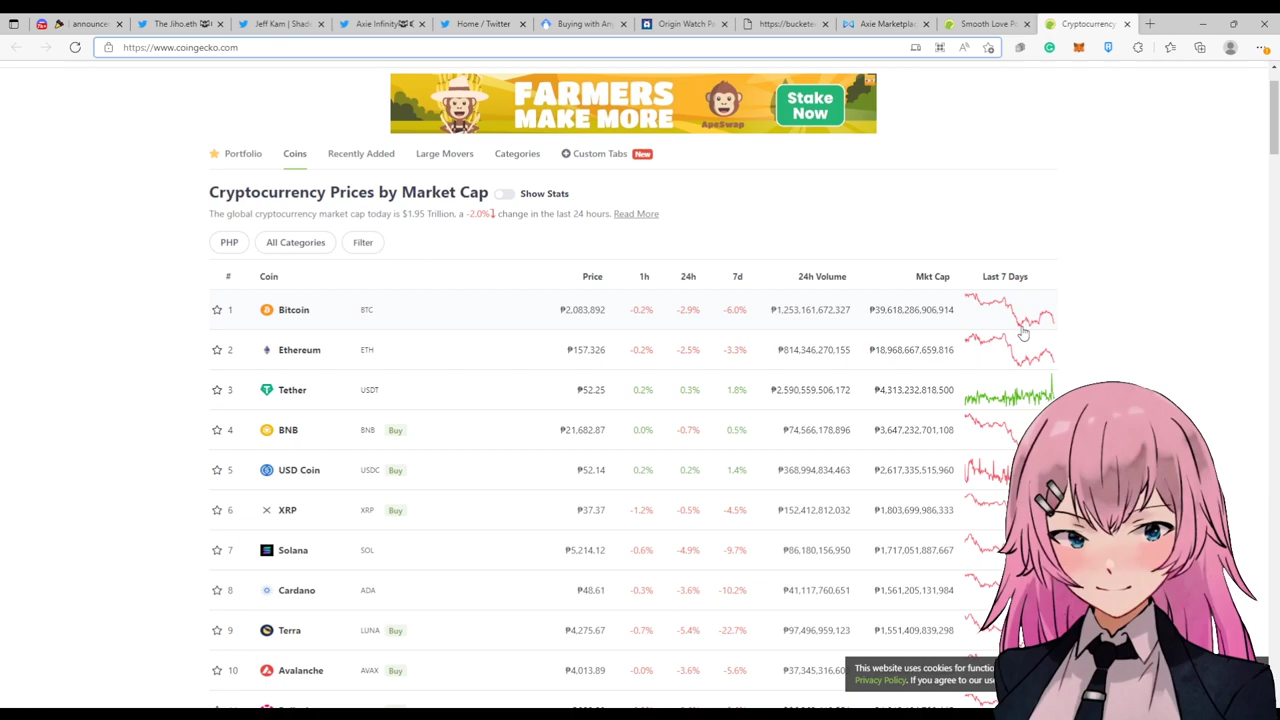 announcer
The Jiho.eth
Jeff Kam | Shad
Axie Infinity
Home / Twitter
Buying with An
Origin Watch P
https://buckete
Axie Marketpla
Smooth Love Po
Cryptocurrency
https://www.coingecko.com
FARMERS
MAKE MORE
ApeSwap
Stake
Now
Portfolio Coins Recently Added Large Movers Categories Custom Tabs New
Cryptocurrency Prices by Market Cap Show Stats
The global cryptocurrency market cap today is $1.95 Trillion, a -2.0% change in the last 24 hours. Read More
PHP All Categories Filter
# Coin Price 1h 24h 7d 24h Volume Mkt Cap Last 7 Days
1 Bitcoin BTC ₱2,083,892 -0.2% -2.9% -6.0% ₱1,253,161,672,327 ₱39,618,286,906,914
2 Ethereum ETH ₱157,326 -0.2% -2.5% -3.3% ₱814,346,270,155 ₱18,968,667,659,816
3 Tether USDT ₱52.25 0.2% 0.3% 1.8% ₱2,590,559,506,172 ₱4,313,232,818,500
4 BNB BNB Buy ₱21,682.87 0.0% -0.7% 0.5% ₱74,566,178,896 ₱3,647,232,701,108
5 USD Coin USDC Buy ₱52.14 0.2% 0.2% 1.4% ₱368,994,834,463 ₱2,617,335,515,960
6 XRP XRP Buy ₱37.37 -1.2% -0.5% -4.5% ₱152,412,812,032 ₱1,803,699,986,333
7 Solana SOL ₱5,214.12 -0.6% -4.9% -9.7% ₱86,180,156,950 ₱1,717,051,887,667
8 Cardano ADA ₱48.61 -0.3% -3.6% -10.2% ₱41,117,760,651 ₱1,561,205,131,984
9 Terra LUNA Buy ₱4,275.67 -0.7% -5.4% -22.7% ₱97,496,959,123 ₱1,551,409,839,298
10 Avalanche AVAX Buy ₱4,013.89 -0.0% -3.6% -5.6% ₱37,345,316,60
This website uses cookies for functio
Privacy Policy. If you agree to our us